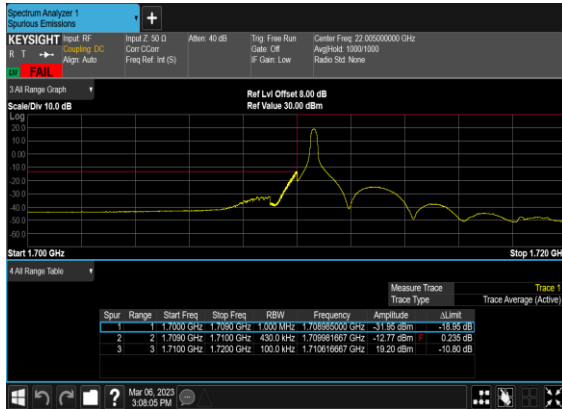 Spectrum Analyzer 1
Spurious Emissions
KEYSIGHT Input: RF Input Z: 50 Ω Atten: 40 dB Trig: Free Run Center Freq: 22.005000000 GHz
R T Coupling: DC Corr CCorr Gate: Off Avg|Hold: 1000/1000
Align: Auto Freq Ref: Int (S) IF Gain: Low Radio Std: None
FAIL
3 All Range Graph
Ref Lvl Offset 8.00 dB
Scale/Div 10.0 dB Ref Value 30.00 dBm
Log
20.0
10.0
0.00
-10.0
-20.0
-30.0
-40.0
-50.0
-60.0
Start 1.700 GHz Stop 1.720 GH
4 All Range Table
Measure Trace Trace 1
Trace Type Trace Average (Active)
Spur Range Start Freq Stop Freq RBW Frequency Amplitude ΔLimit
1 1 1.7000 GHz 1.7090 GHz 1.000 MHz 1.708985000 GHz -31.95 dBm -18.95 dB
2 2 1.7090 GHz 1.7100 GHz 430.0 kHz 1.709981667 GHz -12.77 dBm F 0.235 dB
3 3 1.7100 GHz 1.7200 GHz 100.0 kHz 1.710616667 GHz 19.20 dBm -10.80 dB
? Mar 06, 2023
3:08:05 PM